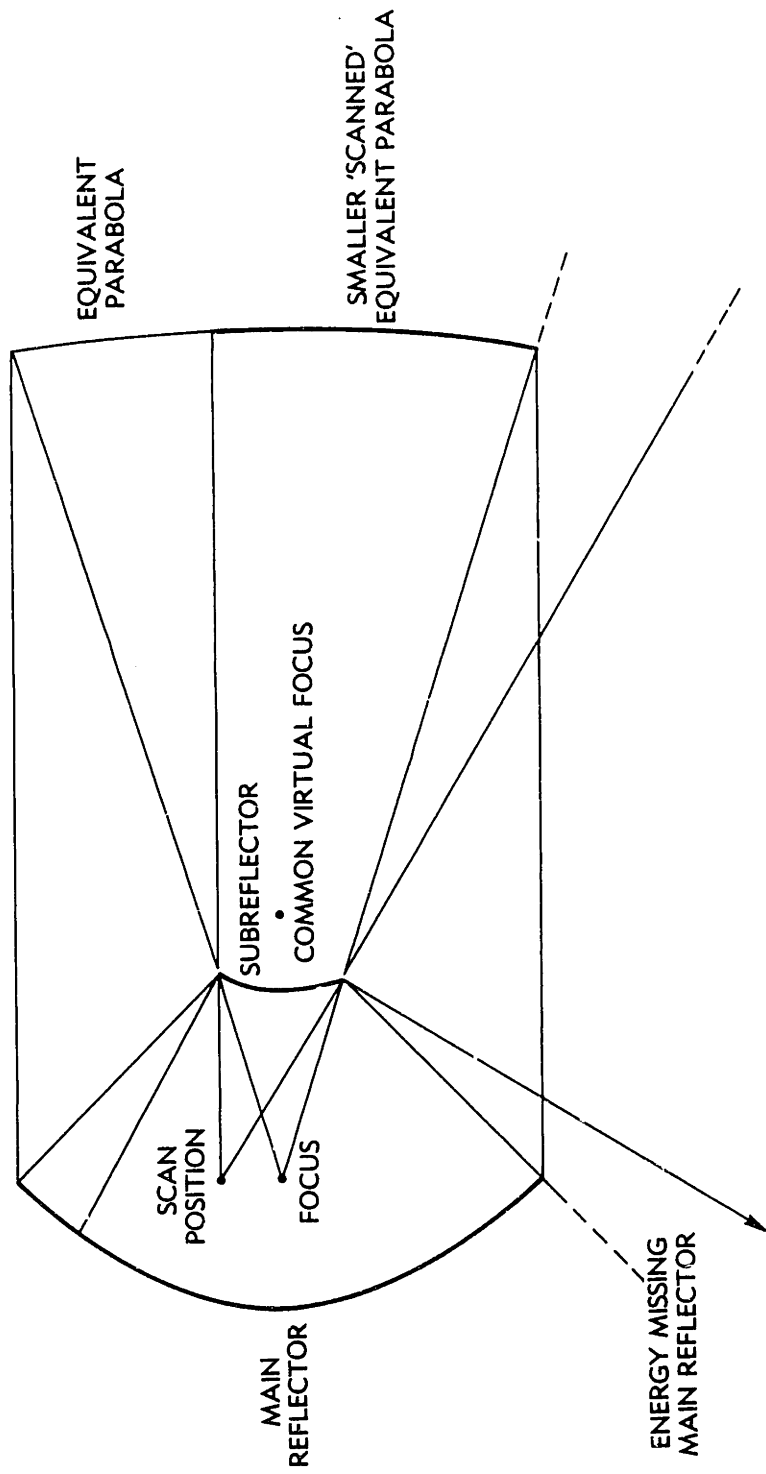 EQUIVALENT
PARABOLA
SMALLER 'SCANNED'
EQUIVALENT PARABOLA
SUBREFLECTOR
COMMON VIRTUAL FOCUS
SCAN
POSITION
FOCUS
MAIN
REFLECTOR
ENERGY MISSING
MAIN REFLECTOR